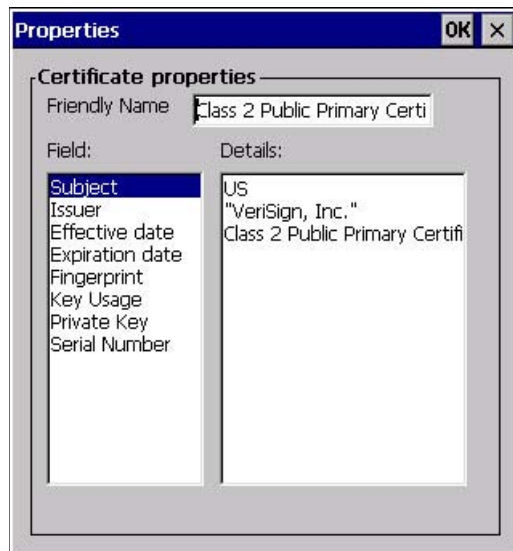 Properties OK ×
Certificate properties
Friendly Name Class 2 Public Primary Certi
Field: Details:
Subject
Issuer
Effective date
Expiration date
Fingerprint
Key Usage
Private Key
Serial Number
US
"VeriSign, Inc."
Class 2 Public Primary Certifi